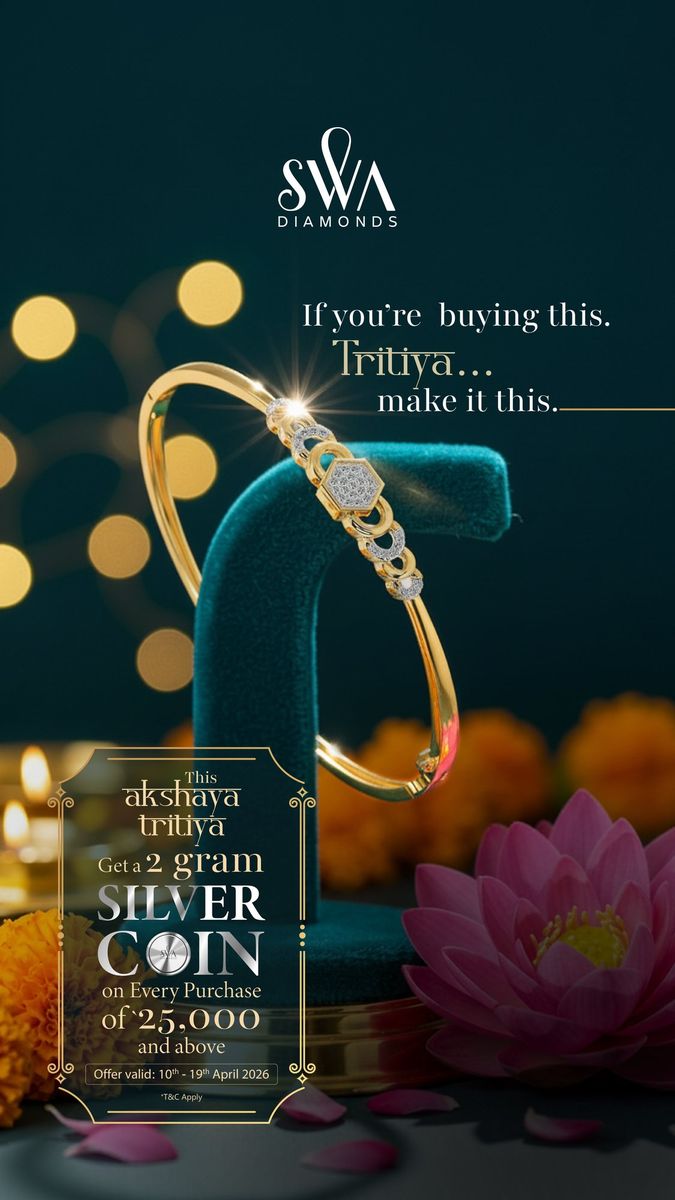 SWA
DIAMONDS
If you're buying this.
Tritiya...
make it this.
This
akshaya
tritiya
Get a 2 gram
SILVER
COIN
SWA
on Every Purchase
of `25,000
and above
Offer valid: 10th - 19th April 2026
*T&C Apply